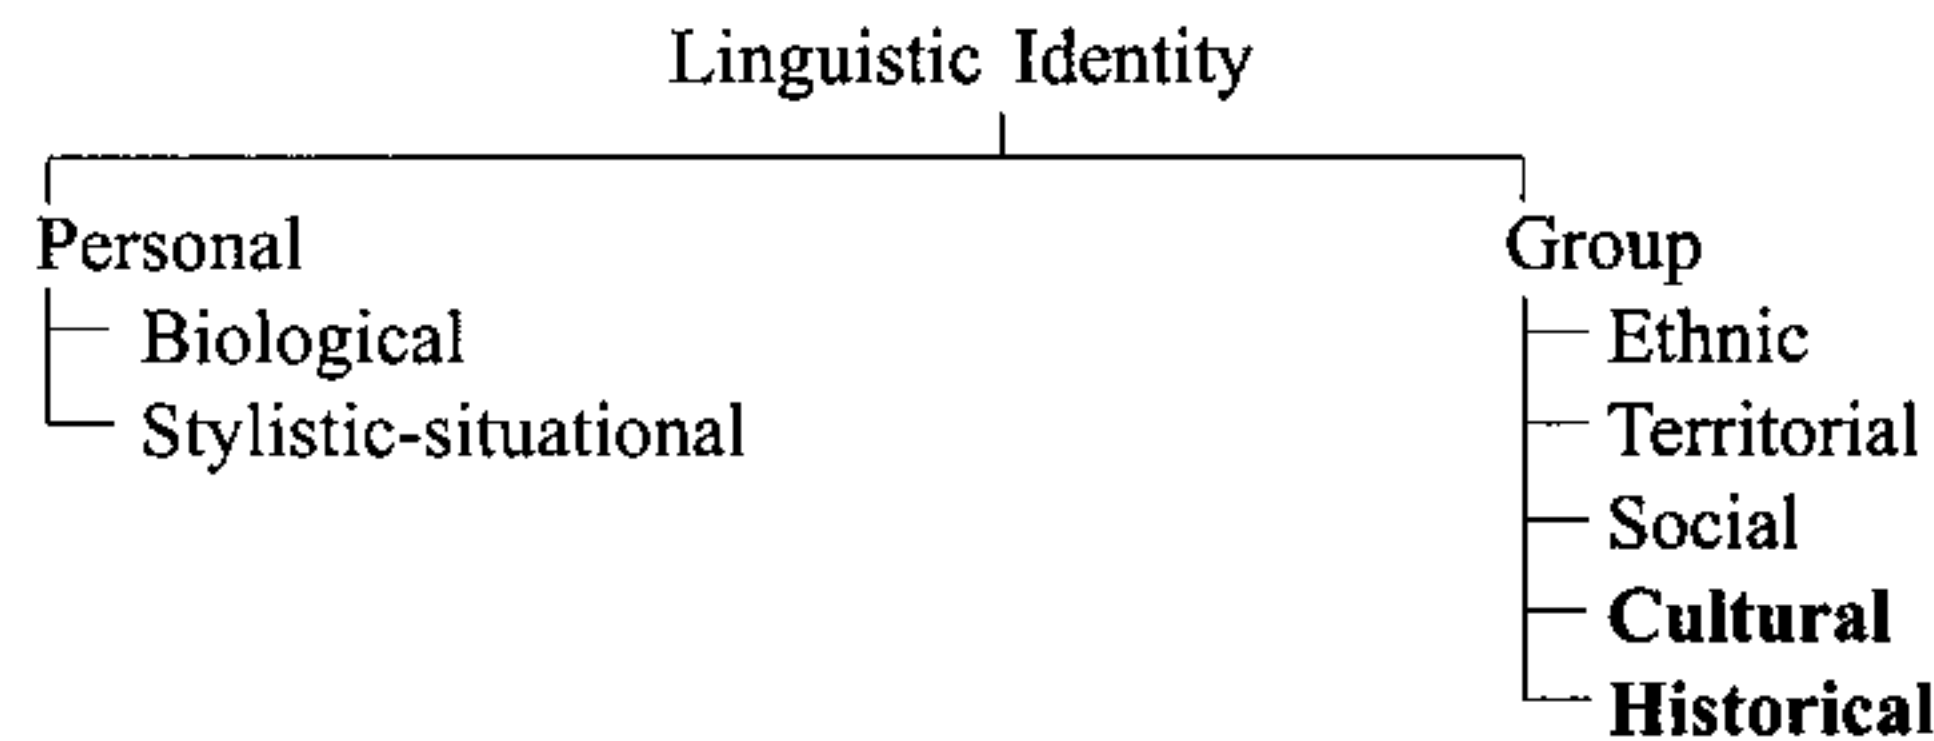 Linguistic Identity
Personal
Biological
Stylistic-situational
Group
Ethnic
Territorial
Social
Cultural
Historical